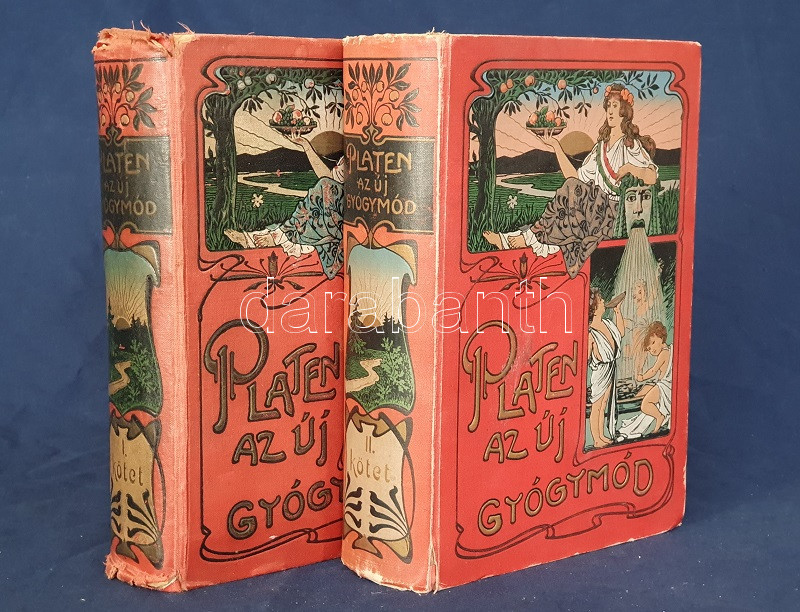 PLATEN
AZ ÚJ
GYÓGYMÓD
I.
kötet
PLATEN
AZ ÚJ
GYÓGY
PLATEN
AZ ÚJ
GYÓGYMÓD
II.
kötet.
PLATEN
AZ ÚJ
GYÓGYMÓD
darabanth